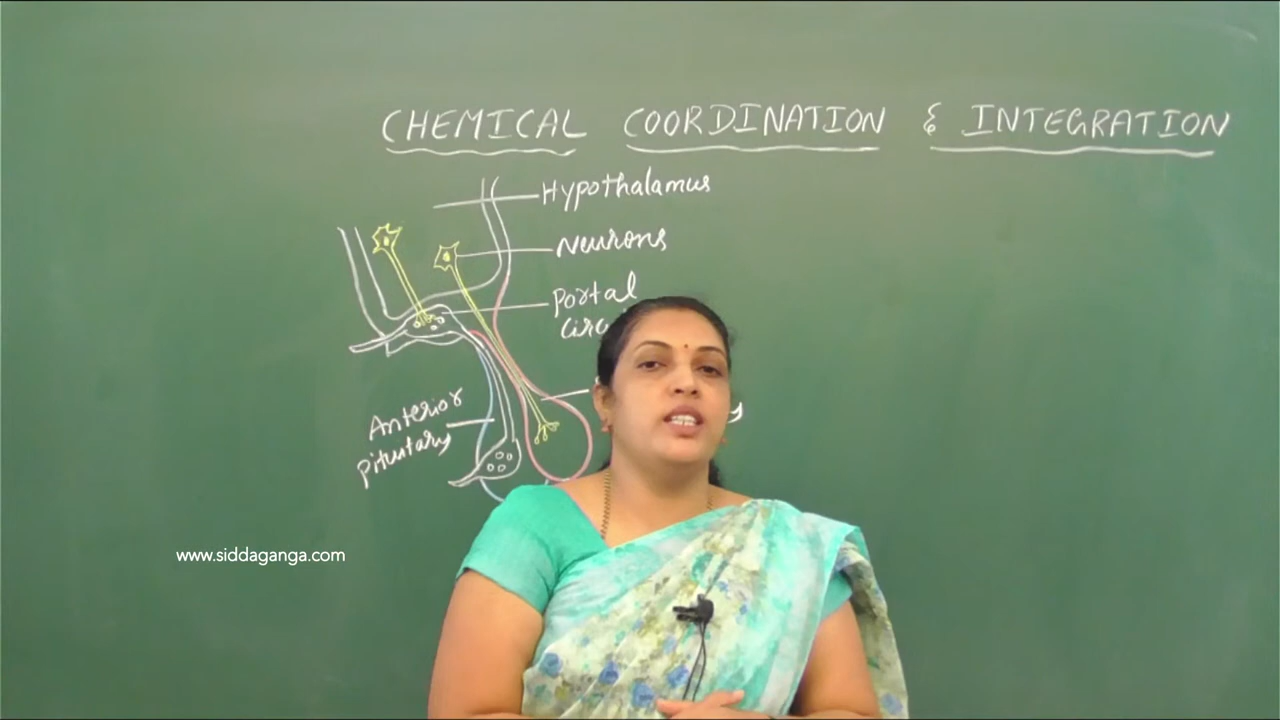 CHEMICAL COORDINATION & INTEGRATION
Hypothalamus
Neurons
Portal
Anterior
pituitary
www.siddaganga.com